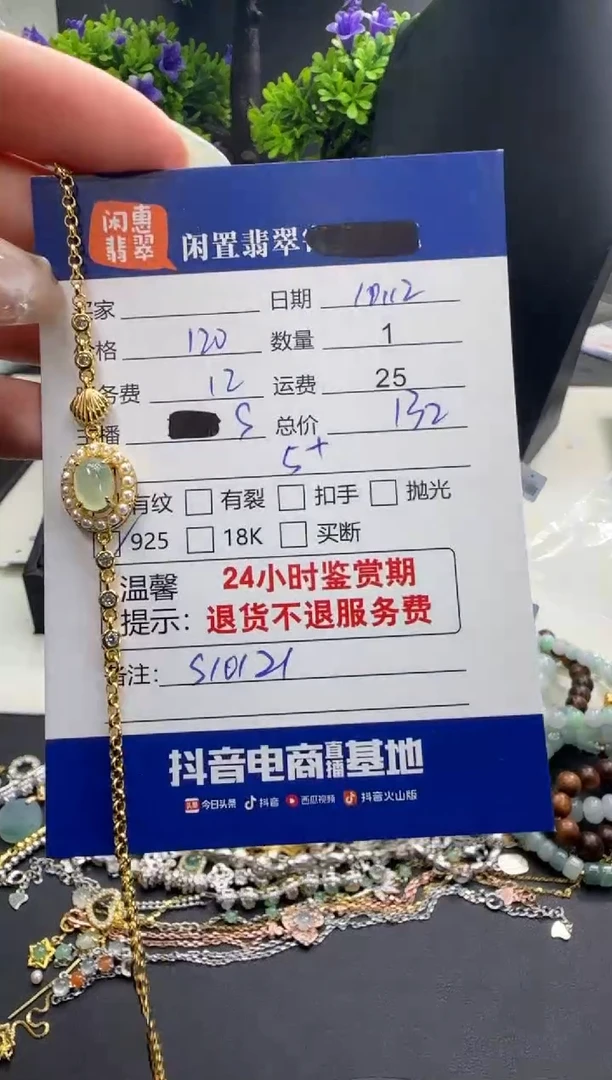 闲惠
翡翠
闲置翡翠
家 日期 10.12
格 120 数量 1
务费 12 运费 25
播 S 总价 132
5+
有纹 有裂 扣手 抛光
925 18K 买断
温馨 24小时鉴赏期
提示: 退货不退服务费
备注: S10121
抖音电商直播基地
头条 今日头条 抖音 西瓜视频 抖音火山版